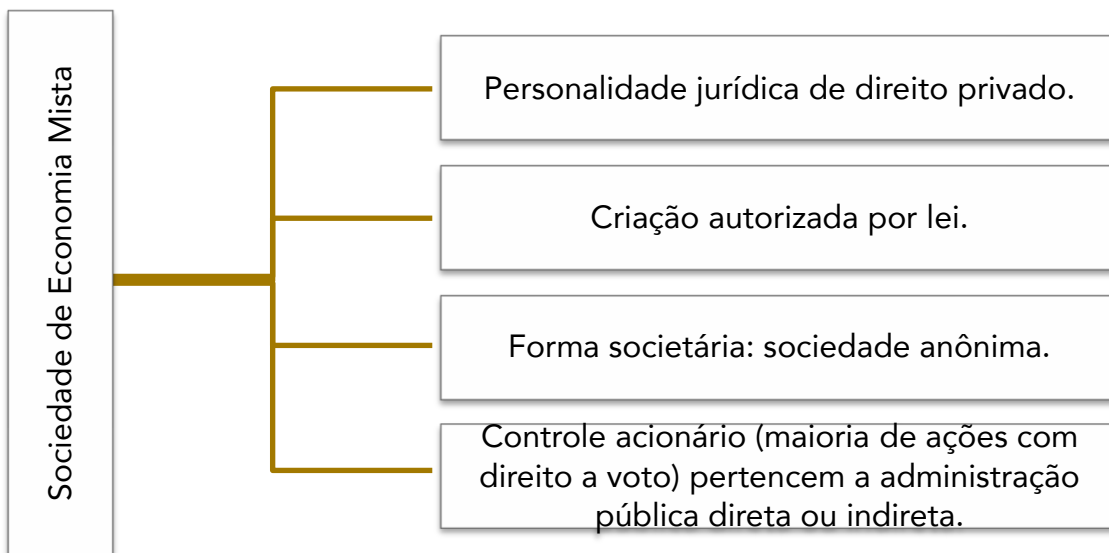 Sociedade de Economia Mista
Personalidade jurídica de direito privado.
Criação autorizada por lei.
Forma societária: sociedade anônima.
Controle acionário (maioria de ações com
direito a voto) pertencem a administração
pública direta ou indireta.